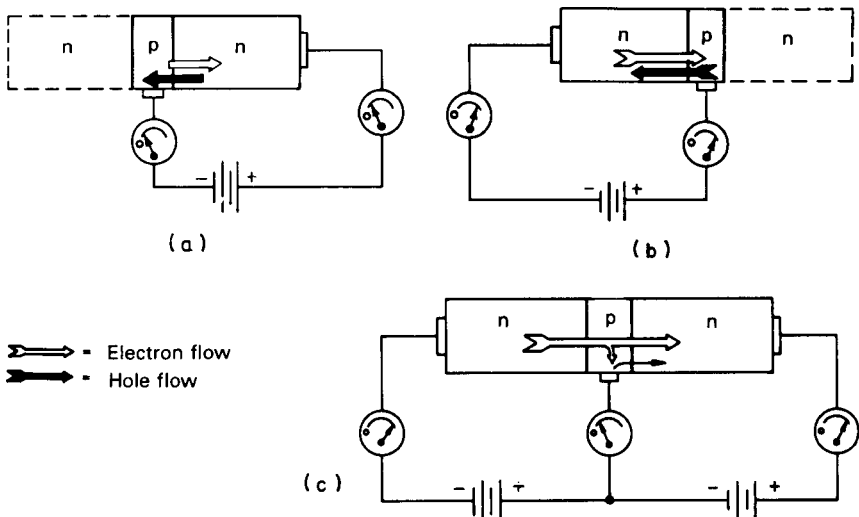 n p n
n p n
- +
- +
(a)
(b)
n p n
= Electron flow
= Hole flow
(c)
- + - +